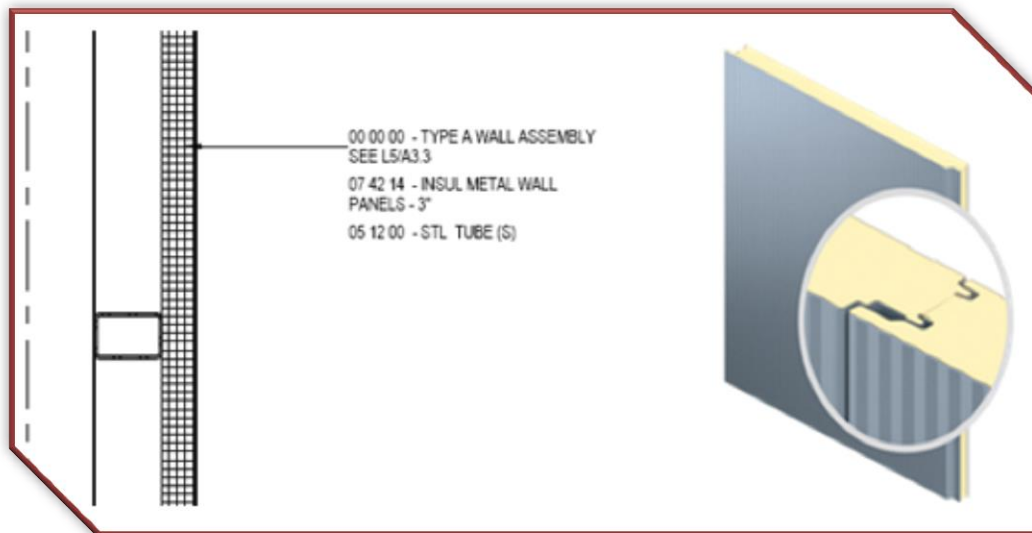 00 00 00 - TYPE A WALL ASSEMBLY
SEE L5/A3.3
07 42 14 - INSUL METAL WALL
PANELS - 3"
05 12 00 - STL TUBE (S)